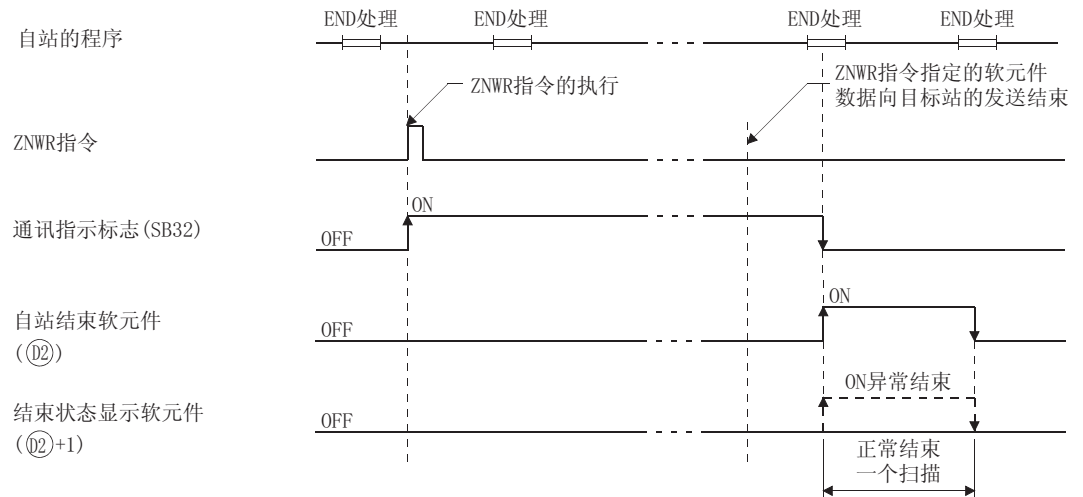 END处理 END处理 END处理 END处理
自站的程序
ZNWR指令的执行
ZNWR指令指定的软元件
数据向目标站的发送结束
ZNWR指令
ON
通讯指示标志(SB32)
OFF
ON
自站结束软元件
OFF
(D2)
ON异常结束
结束状态显示软元件
OFF
(D2+1)
正常结束
一个扫描